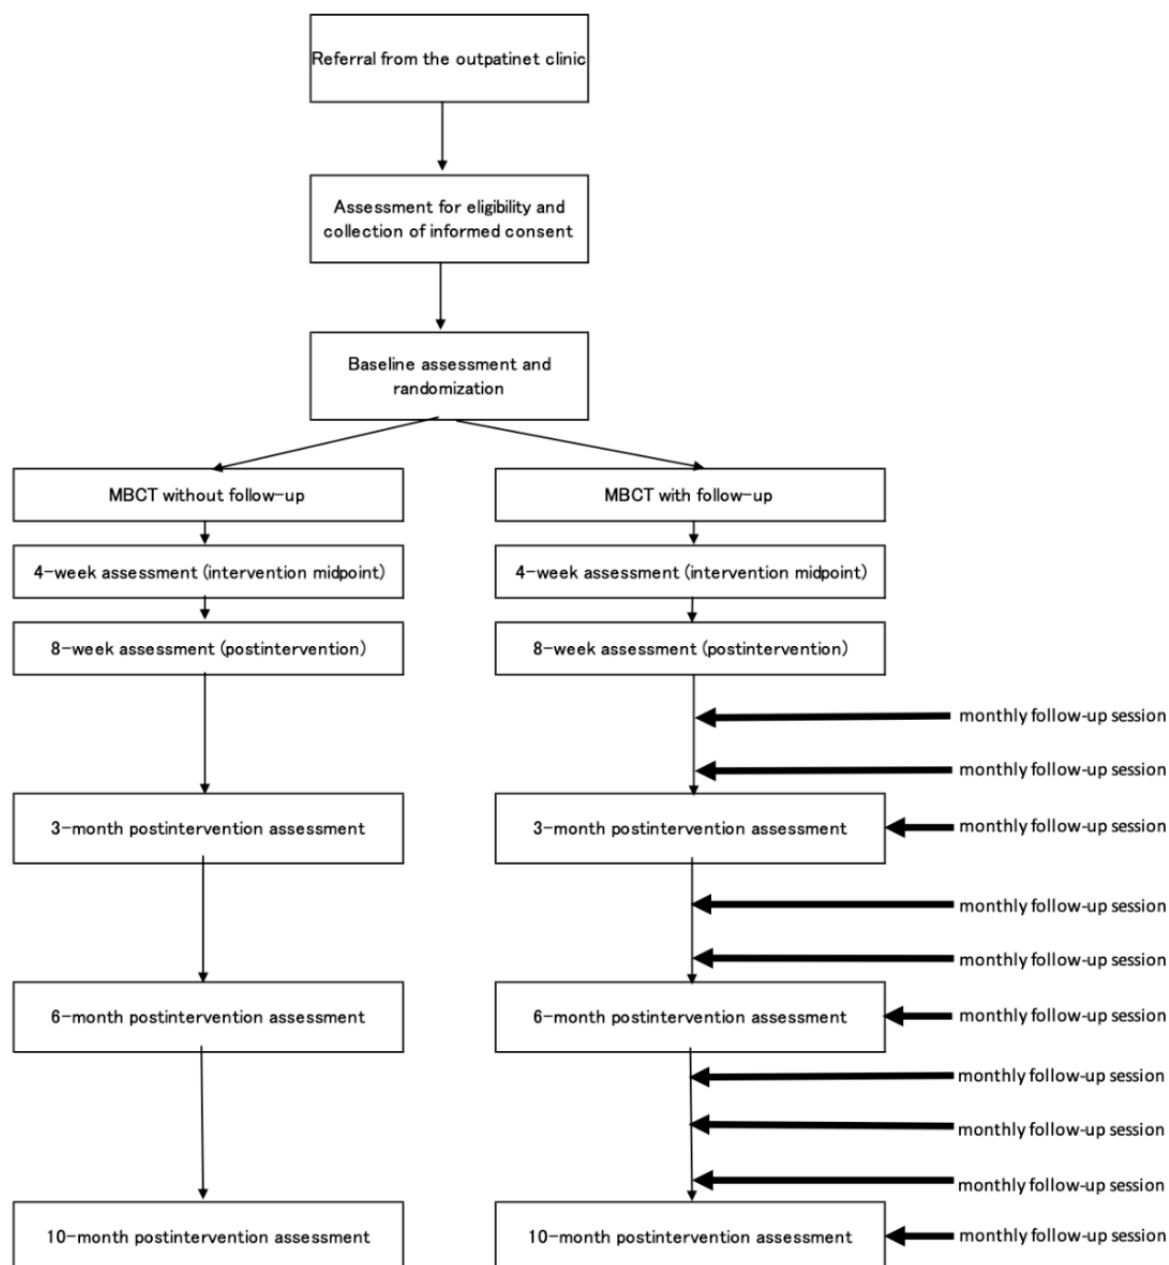 Referral from the outpatinet clinic
Assessment for eligibility and
collection of informed consent
Baseline assessment and
randomization
MBCT without follow-up
MBCT with follow-up
4-week assessment (intervention midpoint)
4-week assessment (intervention midpoint)
8-week assessment (postintervention)
8-week assessment (postintervention)
monthly follow-up session
monthly follow-up session
3-month postintervention assessment
3-month postintervention assessment
monthly follow-up session
monthly follow-up session
monthly follow-up session
6-month postintervention assessment
6-month postintervention assessment
monthly follow-up session
monthly follow-up session
monthly follow-up session
monthly follow-up session
10-month postintervention assessment
10-month postintervention assessment
monthly follow-up session